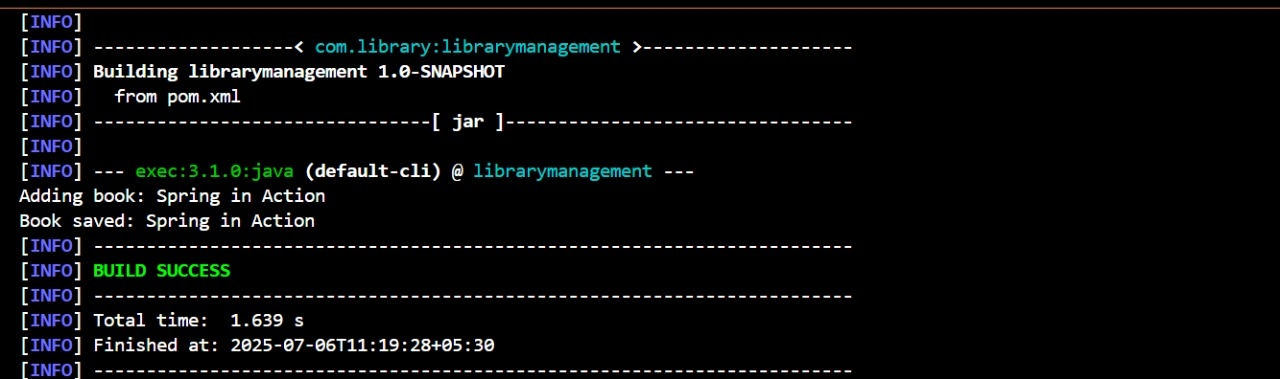 [INFO]
[INFO] -------------------< com.library:librarymanagement >--------------------
[INFO] Building librarymanagement 1.0-SNAPSHOT
[INFO]   from pom.xml
[INFO] --------------------------------[ jar ]---------------------------------
[INFO]
[INFO] --- exec:3.1.0:java (default-cli) @ librarymanagement ---
Adding book: Spring in Action
Book saved: Spring in Action
[INFO] ------------------------------------------------------------------------
[INFO] BUILD SUCCESS
[INFO] ------------------------------------------------------------------------
[INFO] Total time:  1.639 s
[INFO] Finished at: 2025-07-06T11:19:28+05:30
[INFO] ------------------------------------------------------------------------